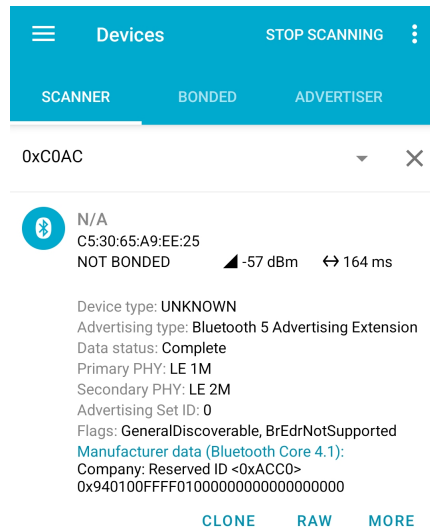 Devices STOP SCANNING
SCANNER BONDED ADVERTISER
0xC0AC
N/A
C5:30:65:A9:EE:25
NOT BONDED -57 dBm 164 ms
Device type: UNKNOWN
Advertising type: Bluetooth 5 Advertising Extension
Data status: Complete
Primary PHY: LE 1M
Secondary PHY: LE 2M
Advertising Set ID: 0
Flags: GeneralDiscoverable, BrEdrNotSupported
Manufacturer data (Bluetooth Core 4.1):
Company: Reserved ID <0xACC0>
0x940100FFFF01000000000000000000
CLONE RAW MORE